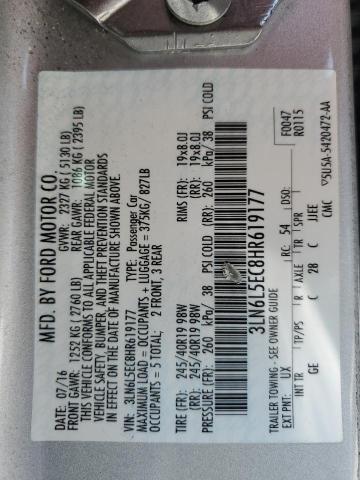 MFD. BY FORD MOTOR CO.
07/16 GVWR: 2327 KG ( 5130 LB)
FRONT GAWR: 1252 KG ( 2760 LB) REAR GAWR: 1086 KG ( 2395 LB)
THIS VEHICLE CONFORMS TO ALL APPLICABLE FEDERAL MOTOR
VEHICLE SAFETY, BUMPER, AND THEFT PREVENTION STANDARDS
IN EFFECT ON THE DATE OF MANUFACTURE SHOWN ABOVE.
VIN: 3LN6L5EC8HR619177 TYPE: Passenger Car
MAXIMUM LOAD = OCCUPANTS + LUGGAGE = 375KG/ 827LB
OCCUPANTS = 5 TOTAL: 2 FRONT, 3 REAR
TIRE (FR): 245/40R19 98W RIMS (FR): 19x8.0J
(RR): 245/40R19 98W (RR): 19x8.0J
PRESSURE (FR): 260 kPa/ 38 PSI COLD (RR): 260 kPa/ 38 PSI COLD
3LN6L5EC8HR619177
F0047
R0115
TRAILER TOWING - SEE OWNER GUIDE
EXT PNT: UX RC: 54 DSO:
INT TR TP/PS R AXLE TR SPR
GE C C 28 C JJEE
CMC ▽5U5A-5420472-AA